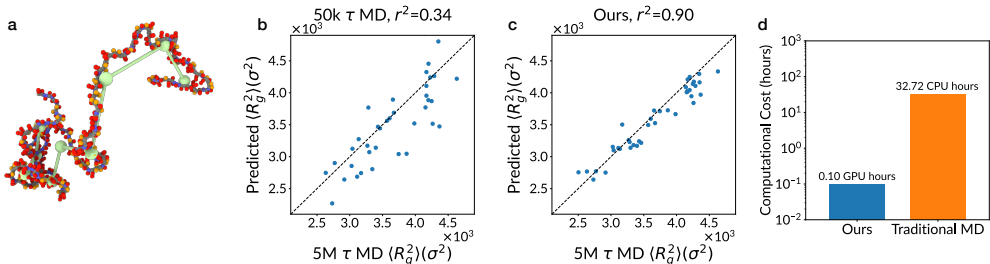 a
b
50k τ MD, r²=0.34
×10³
Predicted ⟨R_g²⟩(σ²)
4.5
4.0
3.5
3.0
2.5
2.5 3.0 3.5 4.0 4.5
×10³
5M τ MD ⟨R_g²⟩(σ²)
c
Ours, r²=0.90
×10³
Predicted ⟨R_g²⟩(σ²)
4.5
4.0
3.5
3.0
2.5
2.5 3.0 3.5 4.0 4.5
×10³
5M τ MD ⟨R_g²⟩(σ²)
d
Computational Cost (hours)
10³
10²
10¹
10⁰
10⁻¹
10⁻²
32.72 CPU hours
0.10 GPU hours
Ours Traditional MD